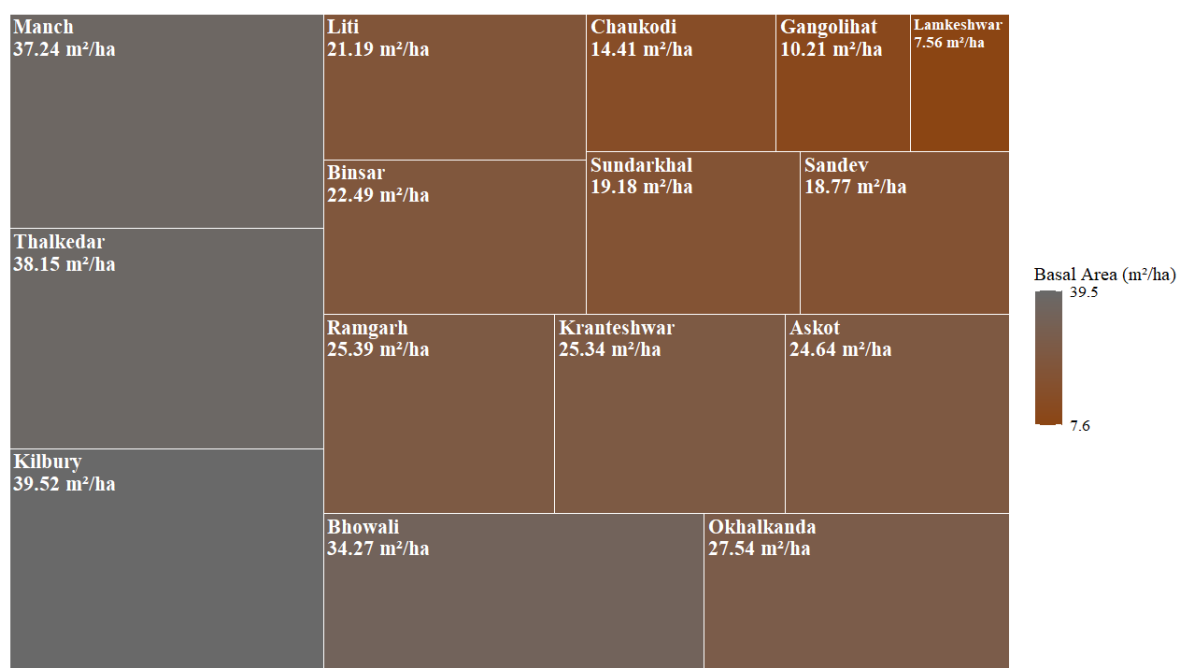 Manch
37.24 m²/ha
Thalkedar
38.15 m²/ha
Kilbury
39.52 m²/ha
Liti
21.19 m²/ha
Binsar
22.49 m²/ha
Chaukodi
14.41 m²/ha
Gangolihat
10.21 m²/ha
Lamkeshwar
7.56 m²/ha
Sundarkhal
19.18 m²/ha
Sandev
18.77 m²/ha
Ramgarh
25.39 m²/ha
Kranteshwar
25.34 m²/ha
Askot
24.64 m²/ha
Bhowali
34.27 m²/ha
Okhalkanda
27.54 m²/ha
Basal Area (m²/ha)
39.5
7.6